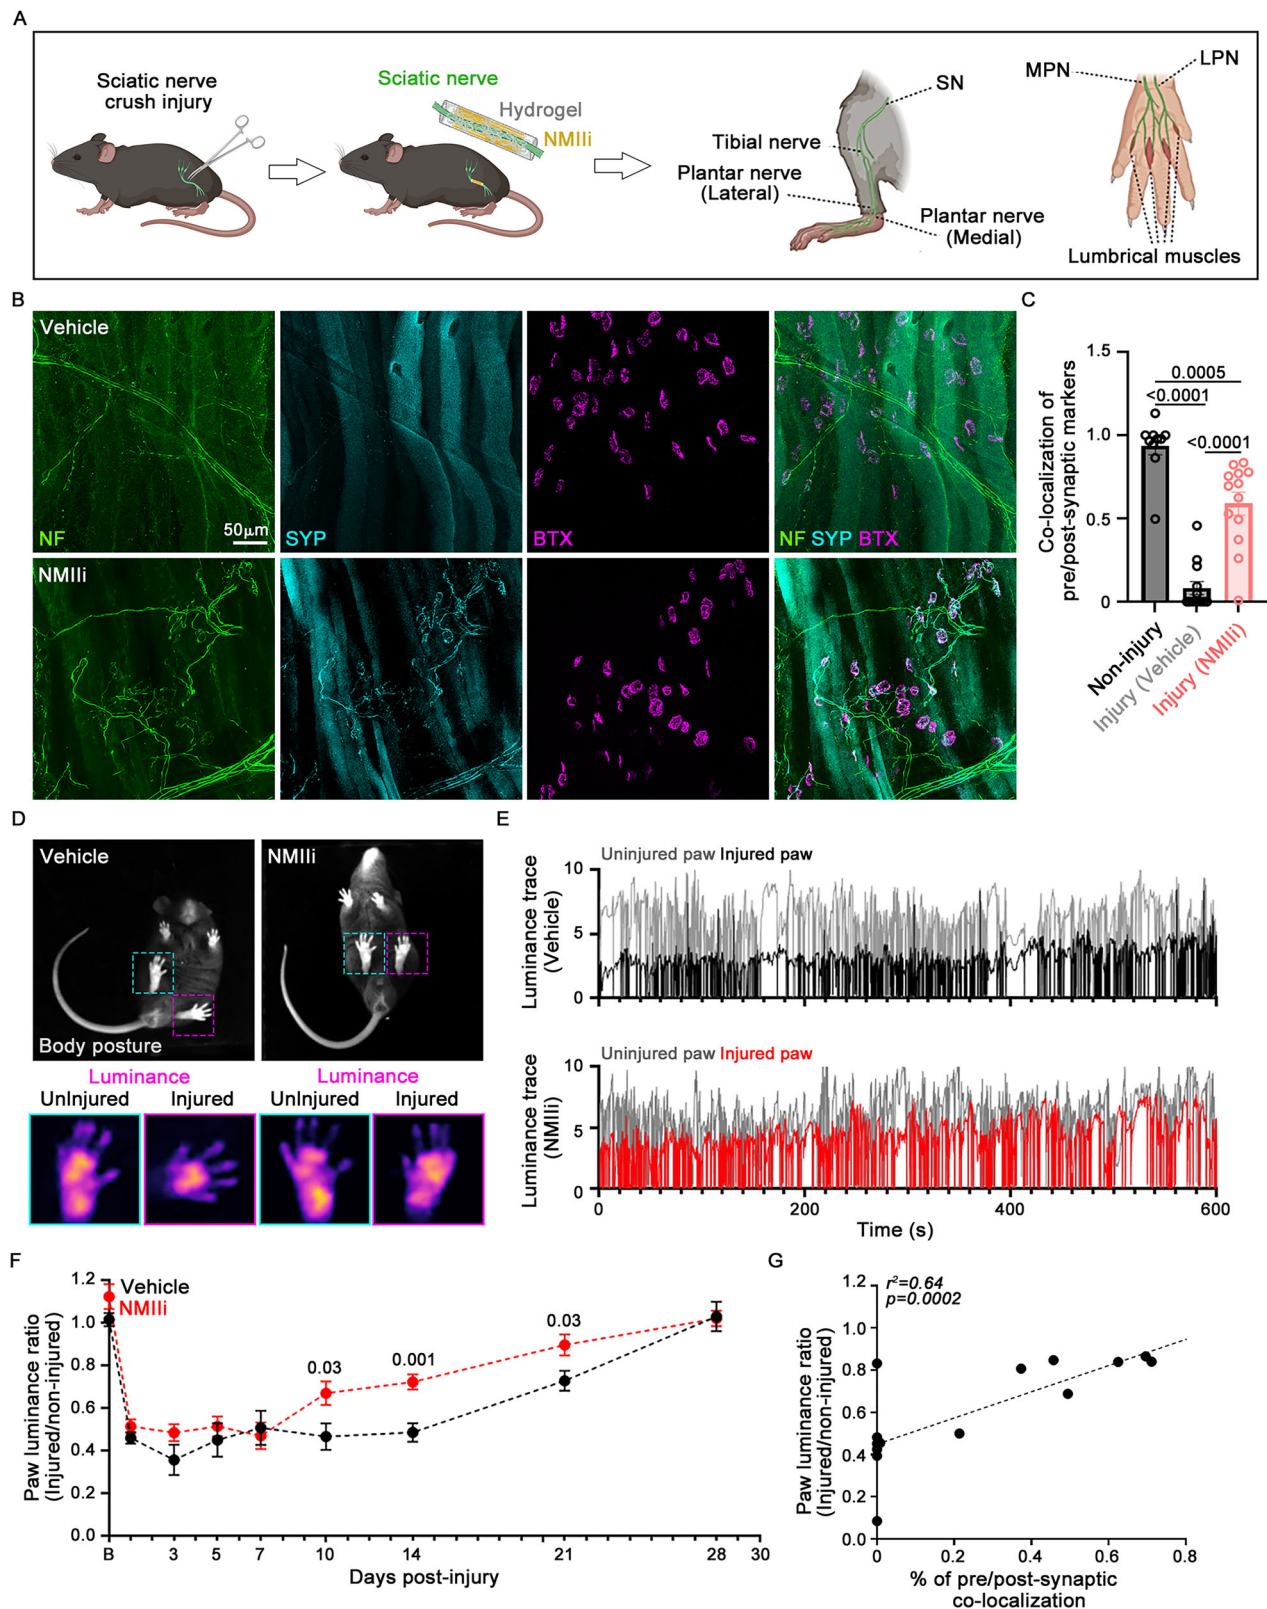 A
Sciatic nerve
crush injury
Sciatic nerve
Hydrogel
NMIIi
SN
Tibial nerve
Plantar nerve
(Lateral)
Plantar nerve
(Medial)
MPN
LPN
Lumbrical muscles
B
Vehicle
NF
50μm
SYP
BTX
NF SYP BTX
NMIIi
C
Co-localization of
pre/post-synaptic markers
1.5
1.0
0.5
0
0.0005
<0.0001
<0.0001
Non-injury
Injury (Vehicle)
Injury (NMIII)
D
Vehicle
NMIIi
Body posture
Luminance
Luminance
UnInjured
Injured
UnInjured
Injured
E
Uninjured paw Injured paw
Luminance trace
(Vehicle)
10
5
0
Uninjured paw Injured paw
Luminance trace
(NMIIi)
10
5
0
0
200
400
600
Time (s)
F
Vehicle
NMIIi
Paw luminance ratio
(Injured/non-injured)
1.2
1.0
0.8
0.6
0.4
0.2
0.0
0.03
0.001
0.03
B
3
5
7
10
14
21
28
30
Days post-injury
G
r²=0.64
p=0.0002
Paw luminance ratio
(Injured/non-injured)
1.2
1.0
0.8
0.6
0.4
0.2
0.0
0
0.2
0.4
0.6
0.8
% of pre/post-synaptic
co-localization